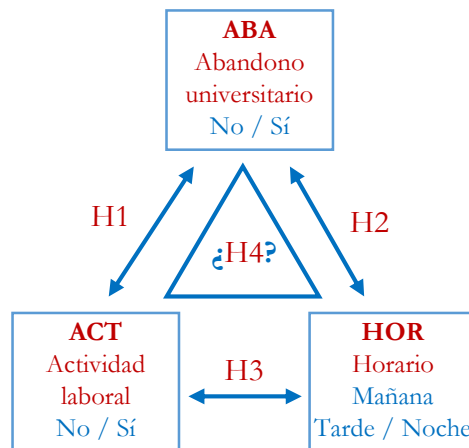 ABA
Abandono
universitario
No / Sí
H1
H2
¿H4?
ACT
Actividad
laboral
No / Sí
H3
HOR
Horario
Mañana
Tarde / Noche